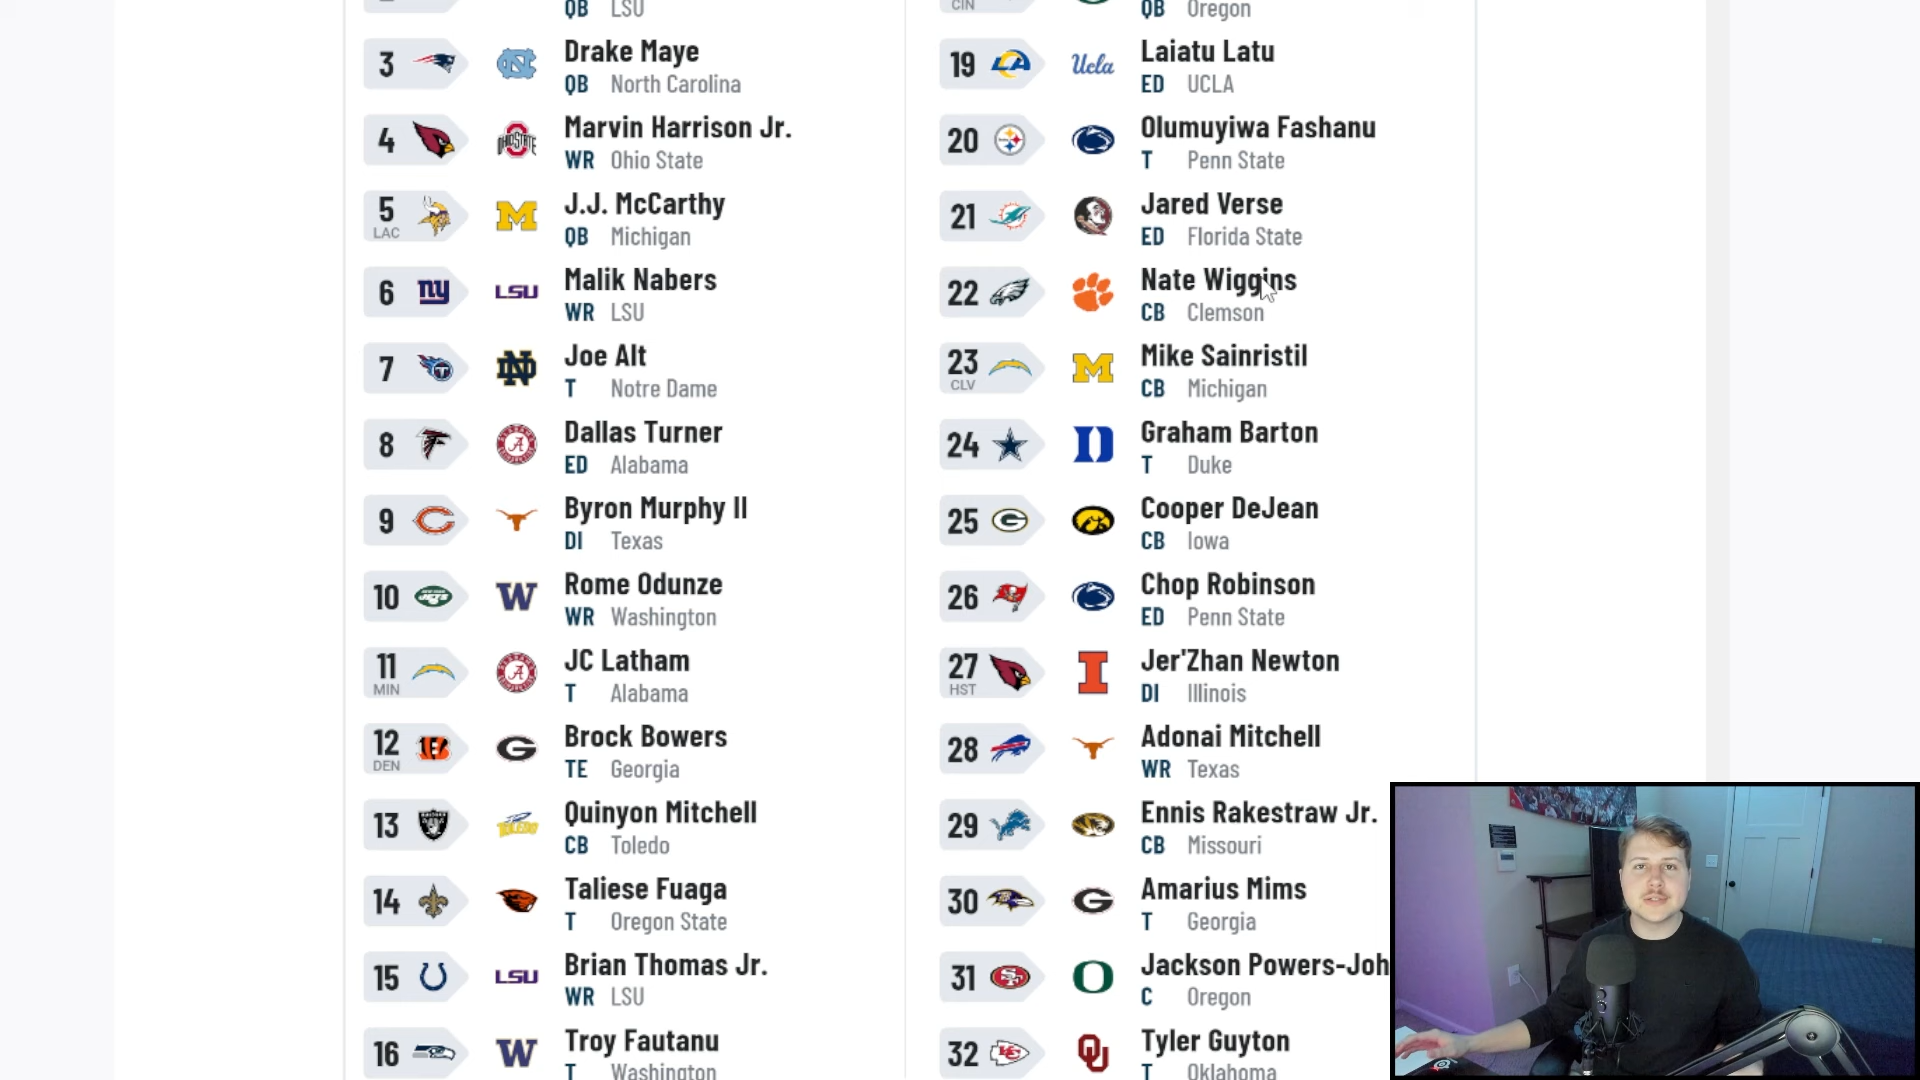 QB LSU
3 Drake Maye
QB North Carolina
4 Marvin Harrison Jr.
WR Ohio State
5 J.J. McCarthy
LAC QB Michigan
6 ny LSU Malik Nabers
WR LSU
7 Joe Alt
T Notre Dame
8 Dallas Turner
ED Alabama
9 Byron Murphy II
DI Texas
10 Rome Odunze
WR Washington
11 JC Latham
MIN T Alabama
12 Brock Bowers
DEN TE Georgia
13 Quinyon Mitchell
CB Toledo
14 Taliese Fuaga
T Oregon State
15 LSU Brian Thomas Jr.
WR LSU
16 Troy Fautanu
T Washington
CIN QB Oregon
19 LA Ucla Laiatu Latu
ED UCLA
20 Olumuyiwa Fashanu
T Penn State
21 Jared Verse
ED Florida State
22 Nate Wiggins
CB Clemson
23 Mike Sainristil
CLV CB Michigan
24 Graham Barton
T Duke
25 Cooper DeJean
CB Iowa
26 Chop Robinson
ED Penn State
27 Jer'Zhan Newton
HST DI Illinois
28 Adonai Mitchell
WR Texas
29 Ennis Rakestraw Jr.
CB Missouri
30 Amarius Mims
T Georgia
31 Jackson Powers-Joh
C Oregon
32 Tyler Guyton
T Oklahoma